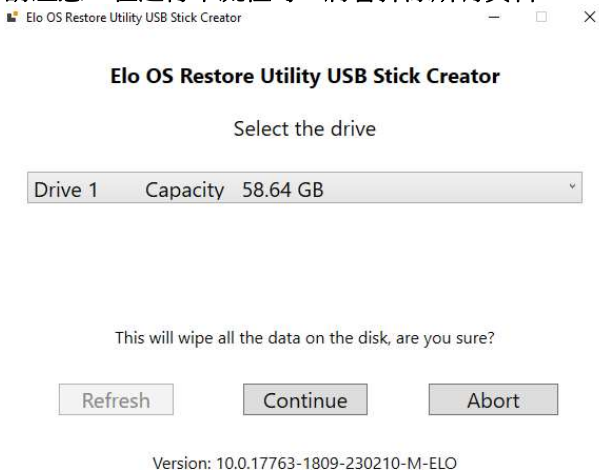 Elo OS Restore Utility USB Stick Creator
Elo OS Restore Utility USB Stick Creator
Select the drive
Drive 1 Capacity 58.64 GB
This will wipe all the data on the disk, are you sure?
Refresh Continue Abort
Version: 10.0.17763-1809-230210-M-ELO